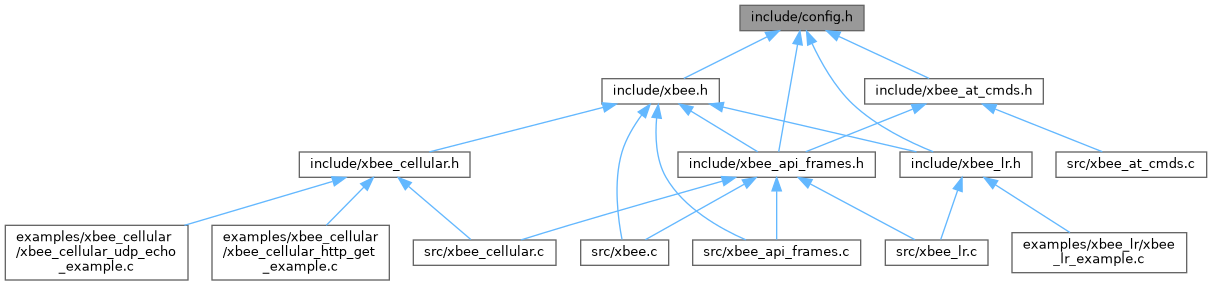 include/config.h
include/xbee.h
include/xbee_at_cmds.h
include/xbee_cellular.h
include/xbee_api_frames.h
include/xbee_lr.h
src/xbee_at_cmds.c
examples/xbee_cellular
/xbee_cellular_udp_echo
_example.c
examples/xbee_cellular
/xbee_cellular_http_get
_example.c
src/xbee_cellular.c
src/xbee.c
src/xbee_api_frames.c
src/xbee_lr.c
examples/xbee_lr/xbee
_lr_example.c